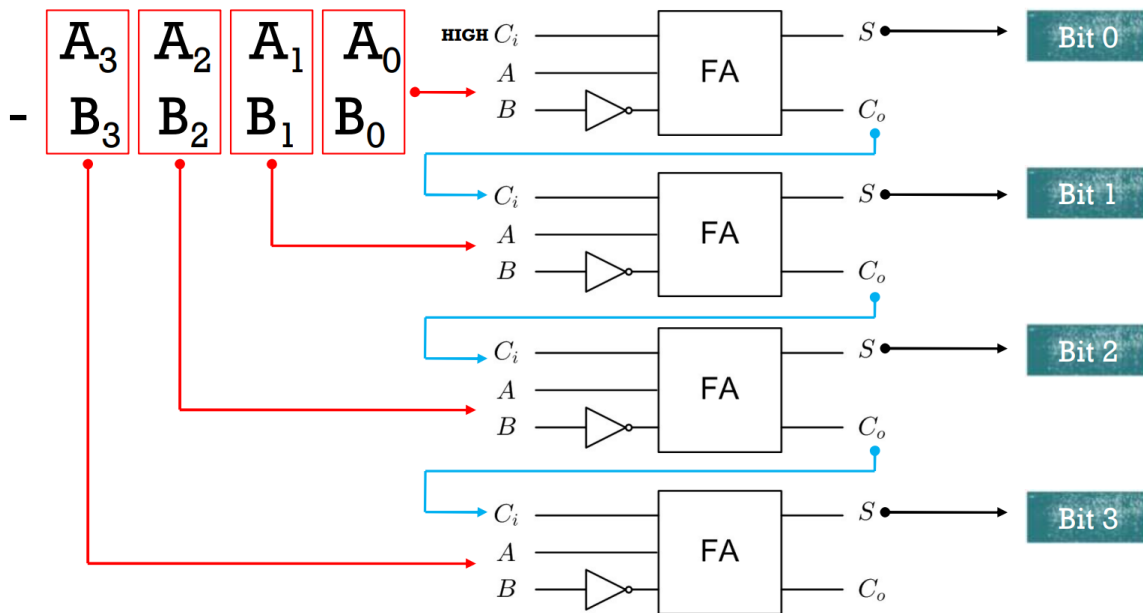 A₃ A₂ A₁ A₀
- B₃ B₂ B₁ B₀
HIGH Cᵢ
A
B
FA
S
Cₒ
Bit 0
Cᵢ
A
B
FA
S
Cₒ
Bit 1
Cᵢ
A
B
FA
S
Cₒ
Bit 2
Cᵢ
A
B
FA
S
Cₒ
Bit 3